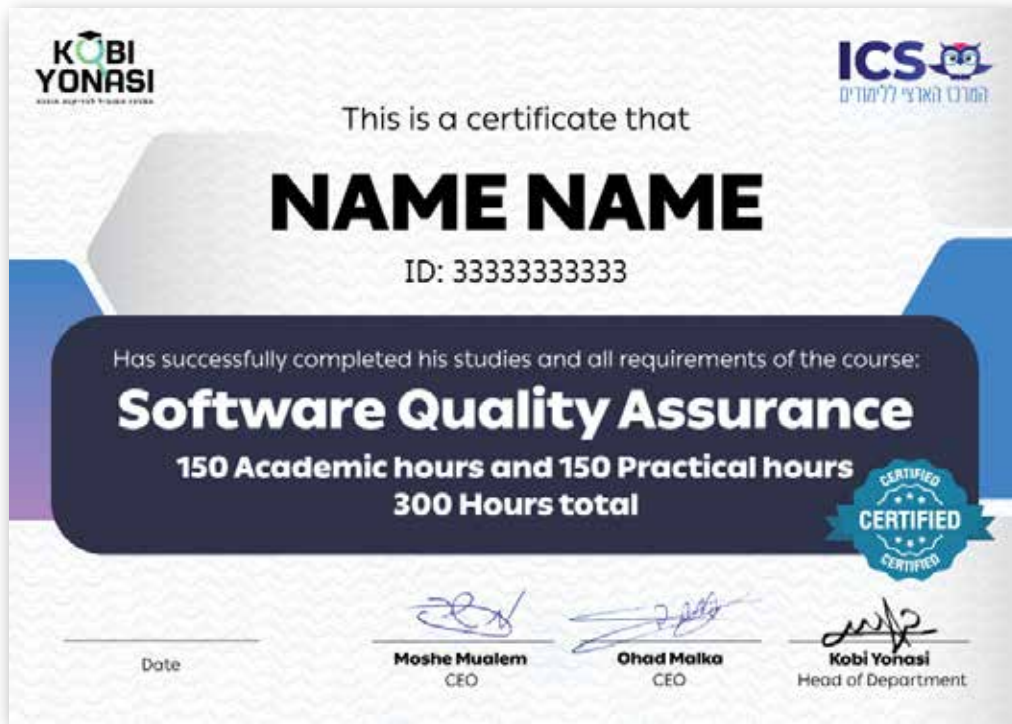 KOBI
YONASI
ICS
המרכז הארצי ללימודים
This is a certificate that
NAME NAME
ID: 33333333333
Has successfully completed his studies and all requirements of the course:
Software Quality Assurance
150 Academic hours and 150 Practical hours
300 Hours total
CERTIFIED
CERTIFIED
CERTIFIED
Date
Moshe Mualem
CEO
Ohad Malka
CEO
Kobi Yonasi
Head of Department